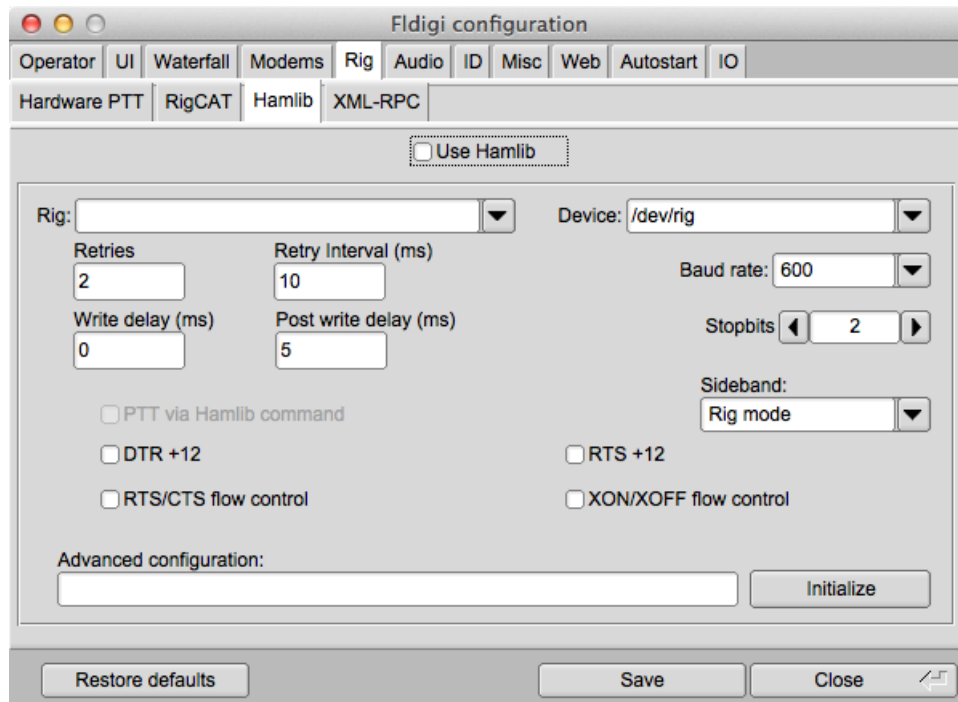 Fldigi configuration
Operator UI Waterfall Modems Rig Audio ID Misc Web Autostart IO
Hardware PTT RigCAT Hamlib XML-RPC
Use Hamlib
Rig: Device: /dev/rig
Retries Retry Interval (ms)
2 10 Baud rate: 600
Write delay (ms) Post write delay (ms)
0 5 Stopbits 2
Sideband:
PTT via Hamlib command Rig mode
DTR +12 RTS +12
RTS/CTS flow control XON/XOFF flow control
Advanced configuration:
Initialize
Restore defaults Save Close